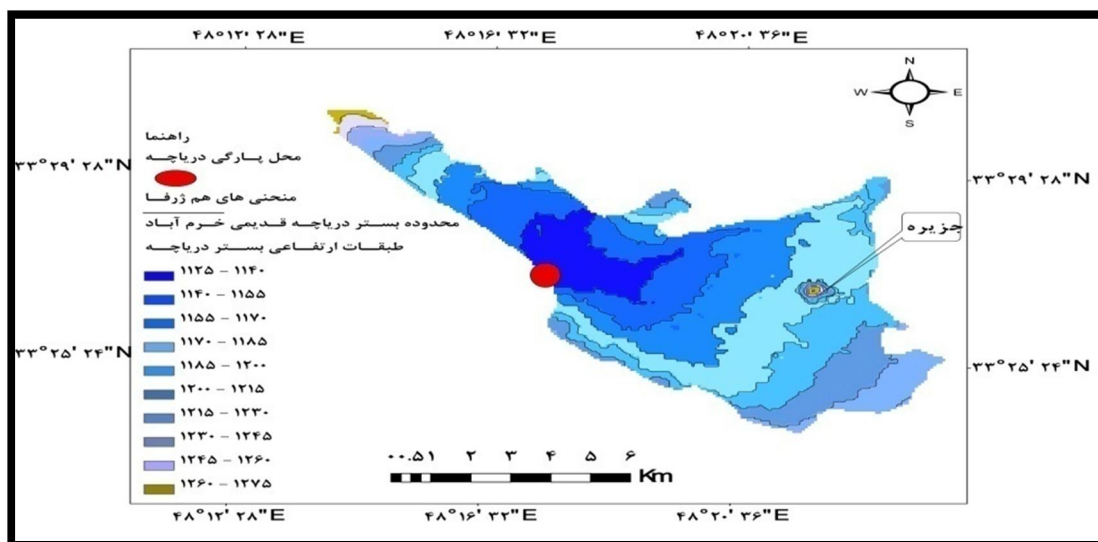 ۴۸°۱۲' ۲۸"E ۴۸°۱۶' ۳۲"E ۴۸°۲۰' ۳۶"E
N
W E
S
راهنما
محل پارگی دریاچه
۳۳°۲۹' ۲۸"N ۳۳°۲۹' ۲۸"N
منحنی های هم ژرفا
محدوده بستر دریاچه قدیمی خرم آباد
جزیره
طبقات ارتفاعی بستر دریاچه
۱۱۲۵ – ۱۱۴۰
۱۱۴۰ – ۱۱۵۵
۱۱۵۵ – ۱۱۷۰
۳۳°۲۵' ۲۴"N ۳۳°۲۵' ۲۴"N
۱۱۷۰ – ۱۱۸۵
۱۱۸۵ – ۱۲۰۰
۱۲۰۰ – ۱۲۱۵
۱۲۱۵ – ۱۲۳۰
۱۲۳۰ – ۱۲۴۵
۱۲۴۵ – ۱۲۶۰
۱۲۶۰ – ۱۲۷۵
۰۰.۵۱ ۲ ۳ ۴ ۵ ۶
Km
۴۸°۱۲' ۲۸"E ۴۸°۱۶' ۳۲"E ۴۸°۲۰' ۳۶"E